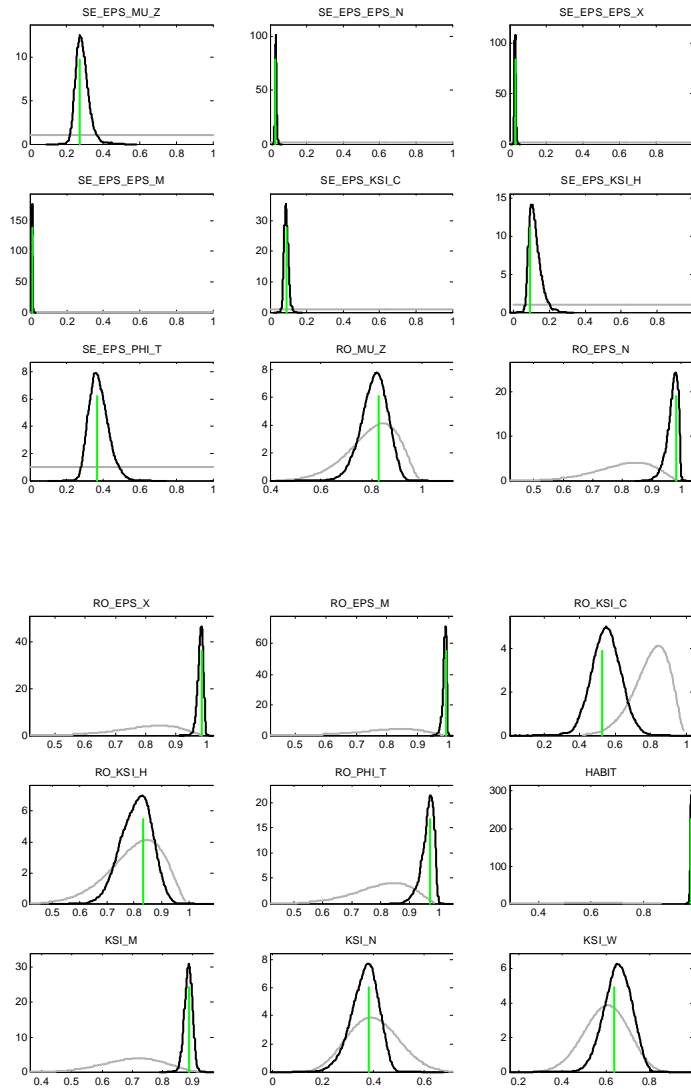 SE_EPS_MU_Z SE_EPS_EPS_N SE_EPS_EPS_X
10 5 0 100 50 0 100 50 0
0 0.2 0.4 0.6 0.8 1 0 0.2 0.4 0.6 0.8 1 0 0.2 0.4 0.6 0.8 1
SE_EPS_EPS_M SE_EPS_KSI_C SE_EPS_KSI_H
150 100 50 0 30 20 10 0 15 10 5 0
0 0.2 0.4 0.6 0.8 1 0 0.2 0.4 0.6 0.8 1 0 0.2 0.4 0.6 0.8
SE_EPS_PHI_T RO_MU_Z RO_EPS_N
8 6 4 2 0 8 6 4 2 0 20 10 0
0 0.2 0.4 0.6 0.8 1 0.4 0.6 0.8 1 0.5 0.6 0.7 0.8 0.9 1
RO_EPS_X RO_EPS_M RO_KSI_C
40 20 0 60 40 20 0 4 2 0
0.5 0.6 0.7 0.8 0.9 1 0.5 0.6 0.7 0.8 0.9 1 0.2 0.4 0.6 0.8 1
RO_KSI_H RO_PHI_T HABIT
6 4 2 0 20 15 10 5 0 300 200 100 0
0.5 0.6 0.7 0.8 0.9 1 0.5 0.6 0.7 0.8 0.9 1 0.4 0.6 0.8
KSI_M KSI_N KSI_W
30 20 10 0 8 6 4 2 0 6 4 2 0
0.4 0.5 0.6 0.7 0.8 0.9 0 0.2 0.4 0.6 0.2 0.4 0.6 0.8